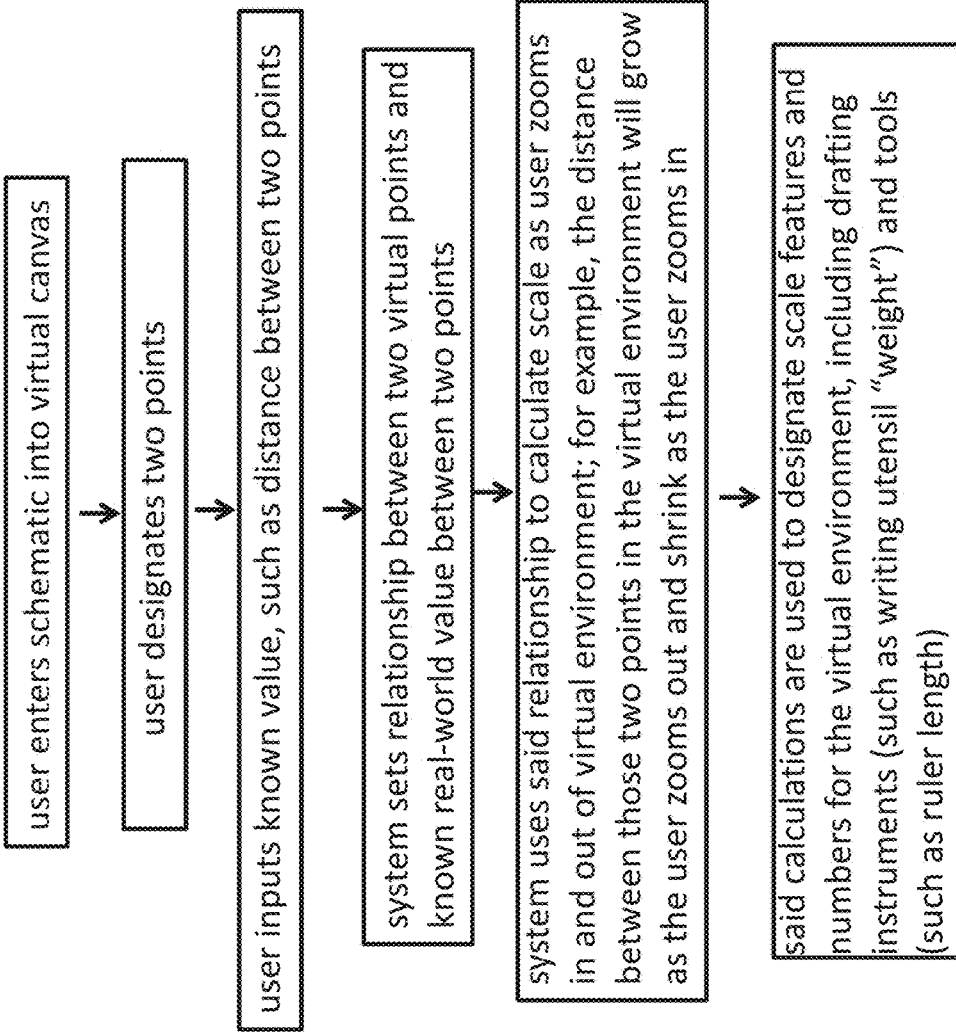 user enters schematic into virtual canvas
user designates two points
user inputs known value, such as distance between two points
system sets relationship between two virtual points and
known real-world value between two points
system uses said relationship to calculate scale as user zooms
in and out of virtual environment; for example, the distance
between those two points in the virtual environment will grow
as the user zooms out and shrink as the user zooms in
said calculations are used to designate scale features and
numbers for the virtual environment, including drafting
instruments (such as writing utensil “weight”) and tools
(such as ruler length)